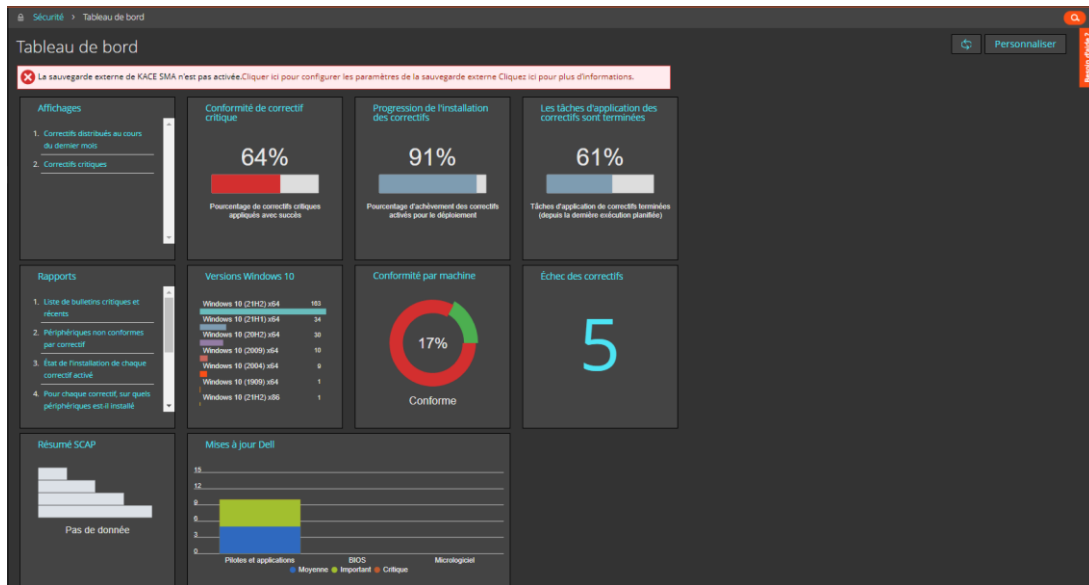 Sécurité > Tableau de bord
Tableau de bord
Personnaliser
Besoin d'aide ?
La sauvegarde externe de KACE SMA n'est pas activée.Cliquer ici pour configurer les paramètres de la sauvegarde externe Cliquez ici pour plus d'informations.
Affichages
1. Correctifs distribués au cours
du dernier mois
2. Correctifs critiques
Conformité de correctif
critique
64%
Pourcentage de correctifs critiques
appliqués avec succès
Progression de l'installation
des correctifs
91%
Pourcentage d'achèvement des correctifs
activés pour le déploiement
Les tâches d'application des
correctifs sont terminées
61%
Tâches d'application de correctifs terminées
(depuis la dernière exécution planifiée)
Rapports
1. Liste de bulletins critiques et
récents
2. Périphériques non conformes
par correctif
3. État de l'installation de chaque
correctif activé
4. Pour chaque correctif, sur quels
périphériques est-il installé
Versions Windows 10
Windows 10 (21H2) x64 163
Windows 10 (21H1) x64 34
Windows 10 (20H2) x64 30
Windows 10 (2009) x64 10
Windows 10 (2004) x64 9
Windows 10 (1909) x64 1
Windows 10 (21H2) x86 1
Conformité par machine
17%
Conforme
Échec des correctifs
5
Résumé SCAP
Pas de donnée
Mises à jour Dell
15
12
9
6
3
0
Pilotes et applications BIOS Micrologiciel
Moyenne Important Critique